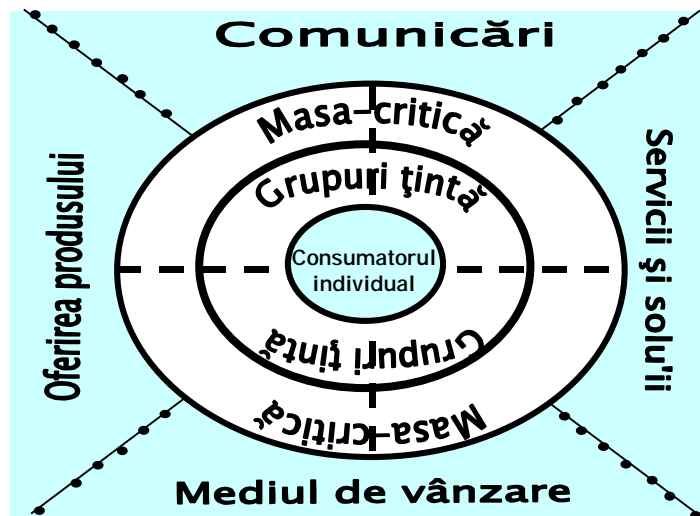 Comunicări
Masa-critică
Grupuri ţintă
Consumatorul
individual
Oferirea produsului
Servicii şi solu'ii
Grupuri ţintă
Masa-critică
Mediul de vânzare